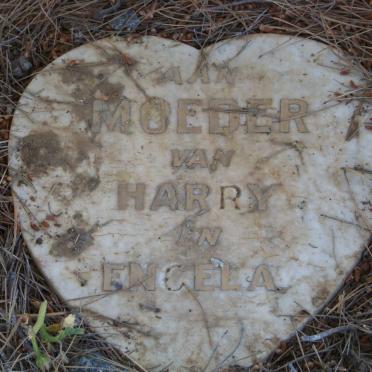 AAN
MOEDER
VAN
HARRY
EN
ENGELA